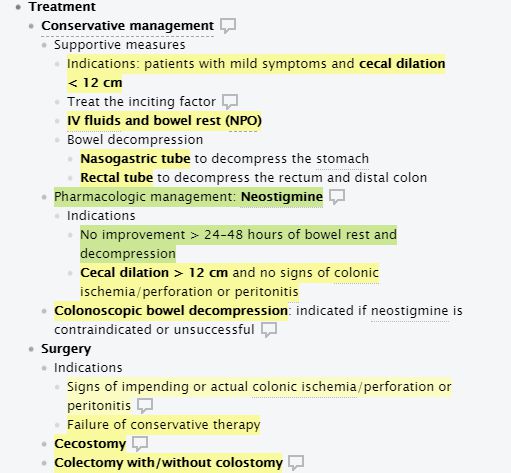 Treatment
Conservative management
Supportive measures
Indications: patients with mild symptoms and cecal dilation
< 12 cm
Treat the inciting factor
IV fluids and bowel rest (NPO)
Bowel decompression
Nasogastric tube to decompress the stomach
Rectal tube to decompress the rectum and distal colon
Pharmacologic management: Neostigmine
Indications
No improvement > 24–48 hours of bowel rest and
decompression
Cecal dilation > 12 cm and no signs of colonic
ischemia/perforation or peritonitis
Colonoscopic bowel decompression: indicated if neostigmine is
contraindicated or unsuccessful
Surgery
Indications
Signs of impending or actual colonic ischemia/perforation or
peritonitis
Failure of conservative therapy
Cecostomy
Colectomy with/without colostomy